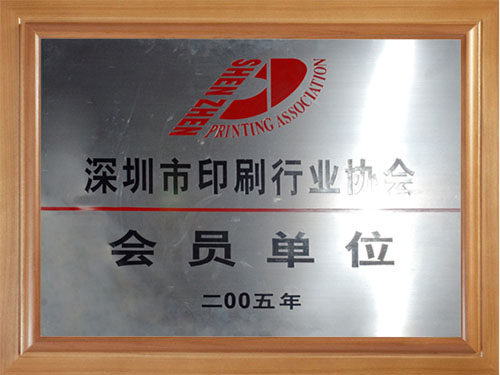 SHEN ZHEN
PRINTING ASSOCIATION
深圳市印刷行业协会
会员单位
二00五年